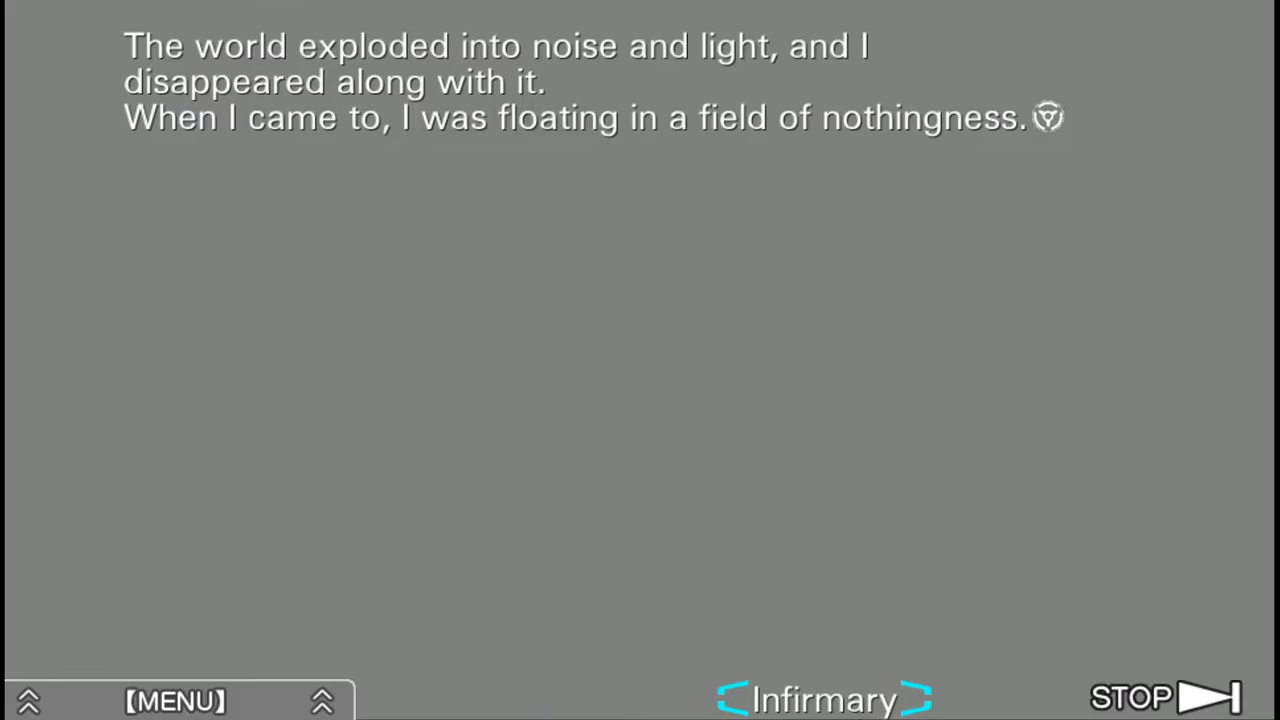 The world exploded into noise and light, and I
disappeared along with it.
When I came to, I was floating in a field of nothingness.
【MENU】
Infirmary
STOP